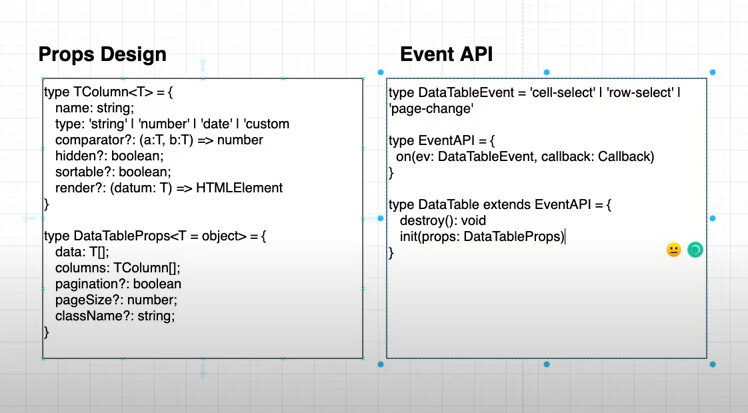 Props Design
type TColumn<T> = {
name: string;
type: 'string' | 'number' | 'date' | 'custom
comparator?: (a:T, b:T) => number
hidden?: boolean;
sortable?: boolean;
render?: (datum: T) => HTMLElement
}
type DataTableProps<T = object> = {
data: T[];
columns: TColumn[];
pagination?: boolean
pageSize?: number;
className?: string;
}
Event API
type DataTableEvent = 'cell-select' | 'row-select' |
'page-change'
type EventAPI = {
on(ev: DataTableEvent, callback: Callback)
}
type DataTable extends EventAPI = {
destroy(): void
init(props: DataTableProps)
}